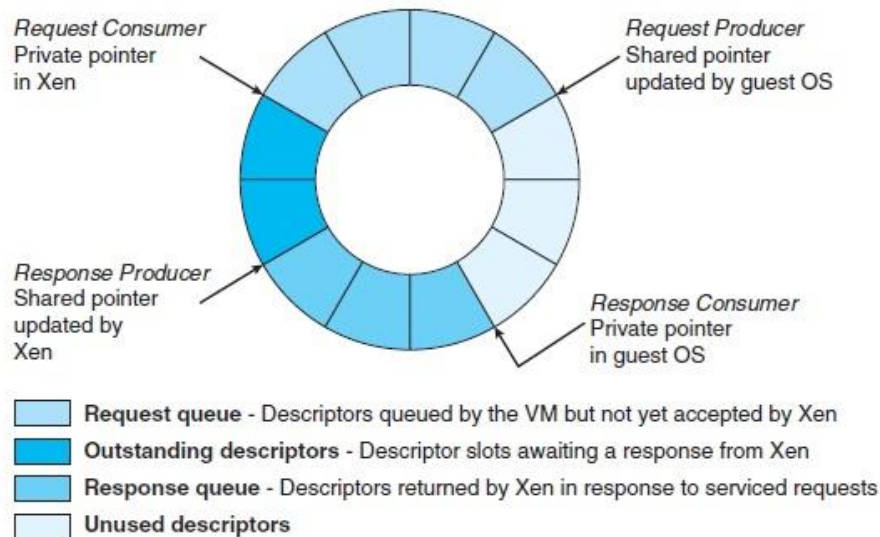 Request Consumer
Private pointer
in Xen
Request Producer
Shared pointer
updated by guest OS
Response Producer
Shared pointer
updated by
Xen
Response Consumer
Private pointer
in guest OS
Request queue - Descriptors queued by the VM but not yet accepted by Xen
Outstanding descriptors - Descriptor slots awaiting a response from Xen
Response queue - Descriptors returned by Xen in response to serviced requests
Unused descriptors